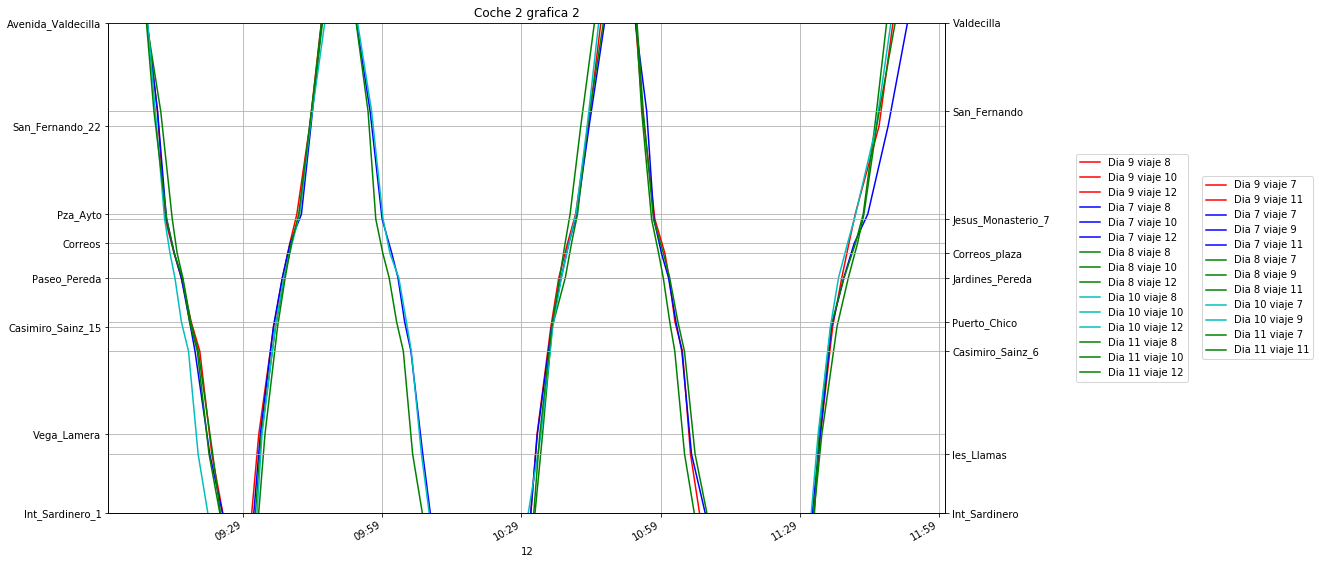 Coche 2 grafica 2
Avenida_Valdecilla
San_Fernando_22
Pza_Ayto
Correos
Paseo_Pereda
Casimiro_Sainz_15
Vega_Lamera
Int_Sardinero_1
Valdecilla
San_Fernando
Jesus_Monasterio_7
Correos_plaza
Jardines_Pereda
Puerto_Chico
Casimiro_Sainz_6
Ies_Llamas
Int_Sardinero
09:29
09:59
10:29
10:59
11:29
11:59
12
Dia 9 viaje 8
Dia 9 viaje 10
Dia 9 viaje 12
Dia 7 viaje 8
Dia 7 viaje 10
Dia 7 viaje 12
Dia 8 viaje 8
Dia 8 viaje 10
Dia 8 viaje 12
Dia 10 viaje 8
Dia 10 viaje 10
Dia 10 viaje 12
Dia 11 viaje 8
Dia 11 viaje 10
Dia 11 viaje 12
Dia 9 viaje 7
Dia 9 viaje 11
Dia 7 viaje 7
Dia 7 viaje 9
Dia 7 viaje 11
Dia 8 viaje 7
Dia 8 viaje 9
Dia 8 viaje 11
Dia 10 viaje 7
Dia 10 viaje 9
Dia 11 viaje 7
Dia 11 viaje 11